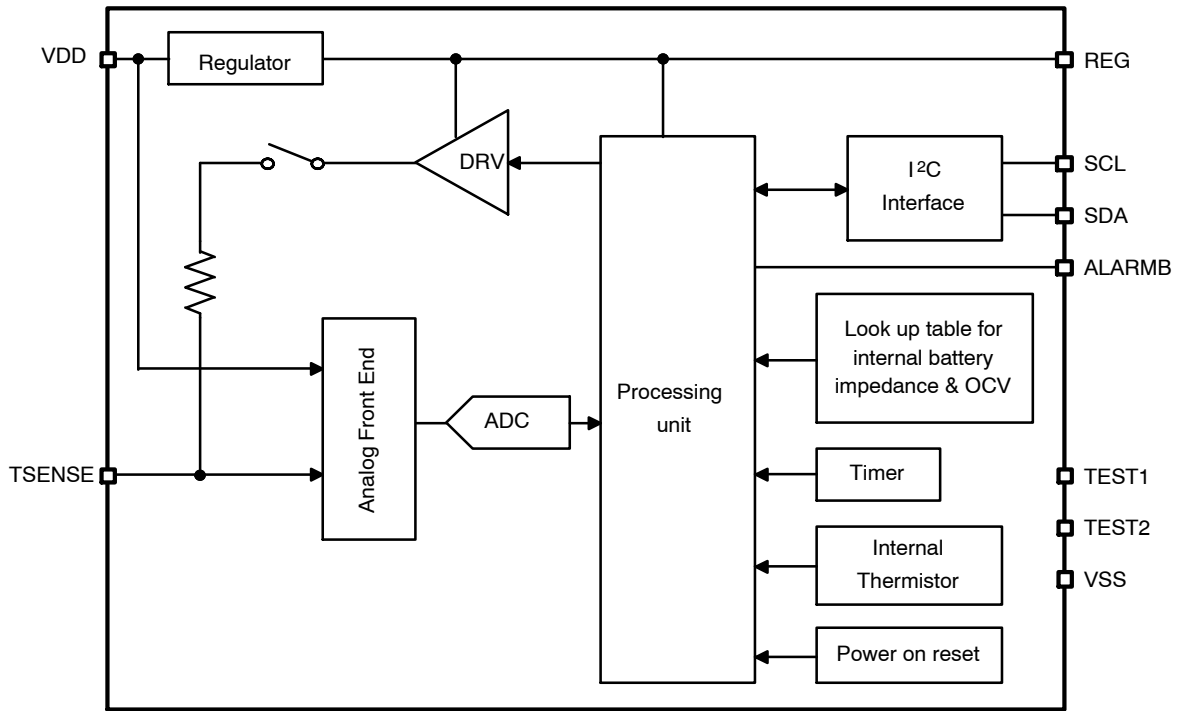 VDD
Regulator
REG
DRV
I²C
Interface
SCL
SDA
ALARMB
Look up table for
internal battery
impedance & OCV
Analog Front End
ADC
Processing
unit
TSENSE
Timer
TEST1
TEST2
Internal
Thermistor
VSS
Power on reset